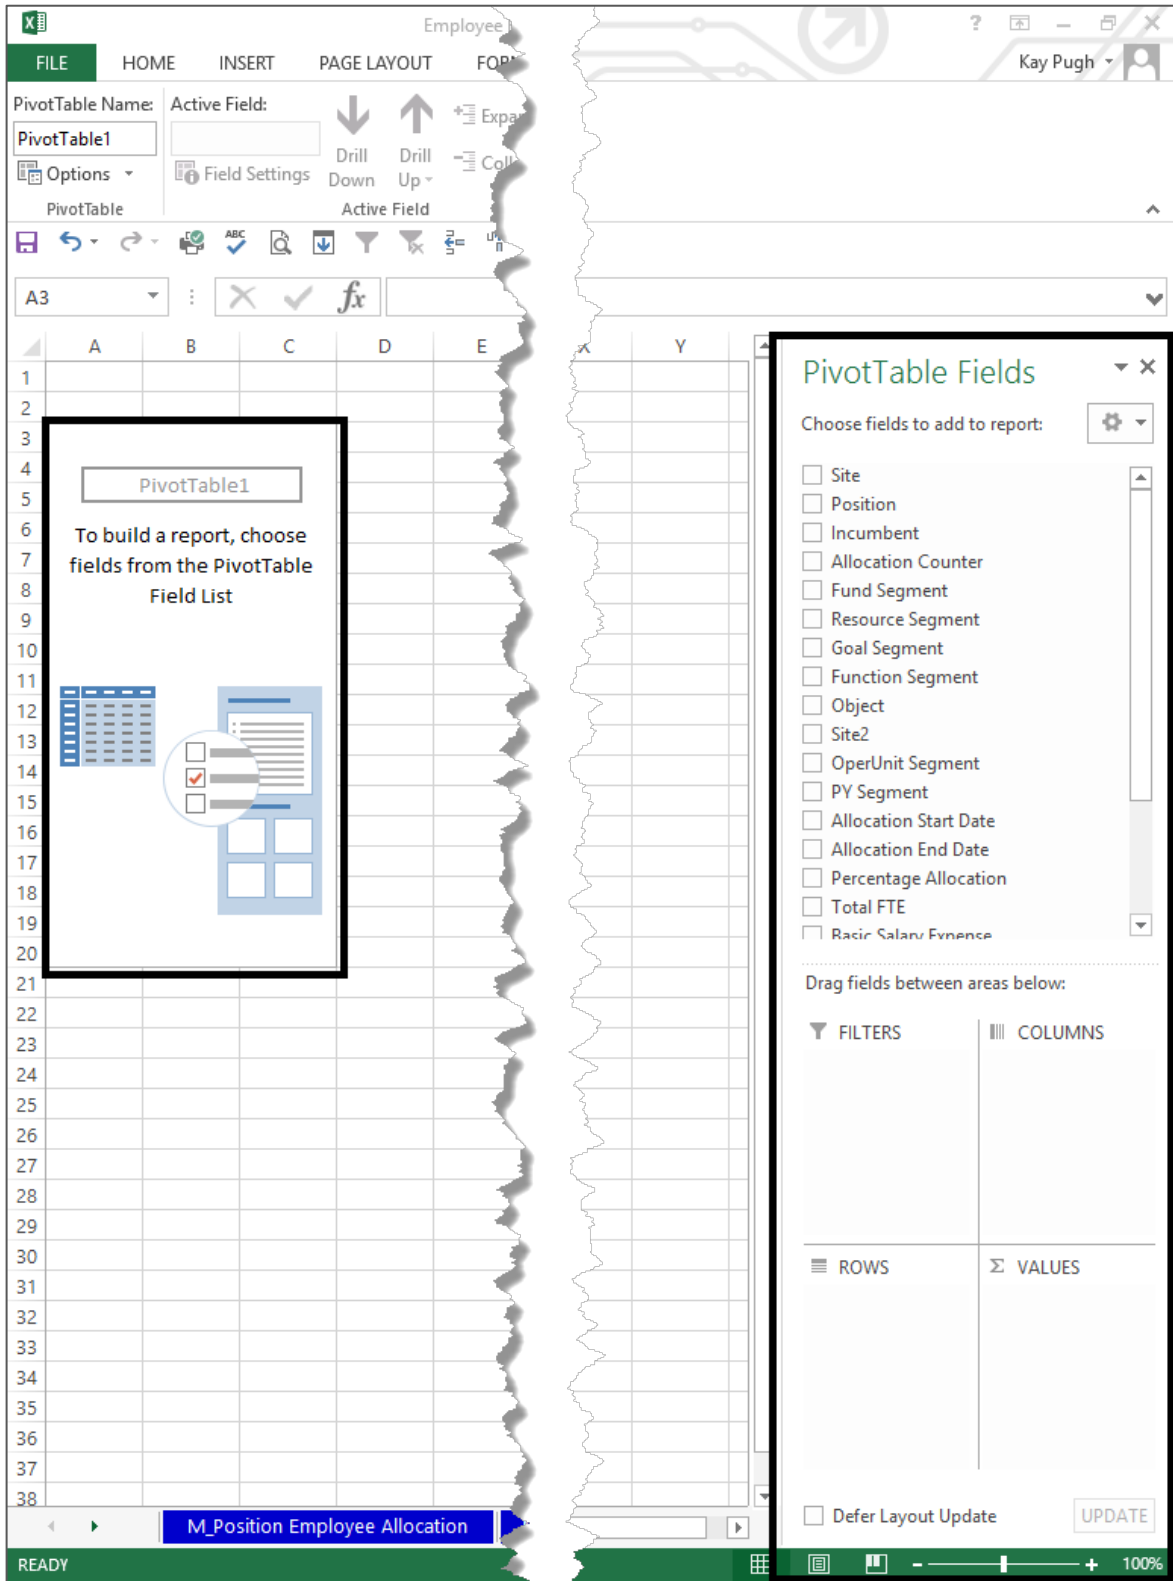 Employee
?
FILE HOME INSERT PAGE LAYOUT
Kay Pugh
PivotTable Name: Active Field:
PivotTable1
Options
Field Settings
Drill Down
Drill Up
PivotTable
Active Field
ABC
A3
fx
A B C D E Y
1
2
3
4
5
6
7
8
9
10
11
12
13
14
15
16
17
18
19
20
21
22
23
24
25
26
27
28
29
30
31
32
33
34
35
36
37
38
PivotTable1
To build a report, choose
fields from the PivotTable
Field List
PivotTable Fields
Choose fields to add to report:
Site
Position
Incumbent
Allocation Counter
Fund Segment
Resource Segment
Goal Segment
Function Segment
Object
Site2
OperUnit Segment
PY Segment
Allocation Start Date
Allocation End Date
Percentage Allocation
Total FTE
Basic Salary Expense
Drag fields between areas below:
FILTERS
COLUMNS
ROWS
Σ VALUES
Defer Layout Update
UPDATE
M_Position Employee Allocation
READY
100%